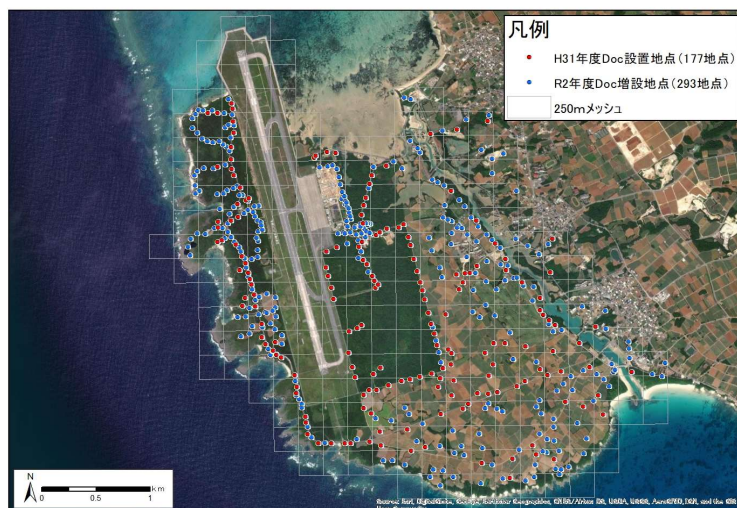 凡例
H31年度Doc設置地点(177地点)
R2年度Doc増設地点(293地点)
250mメッシュ
N
km
0 0.5 1